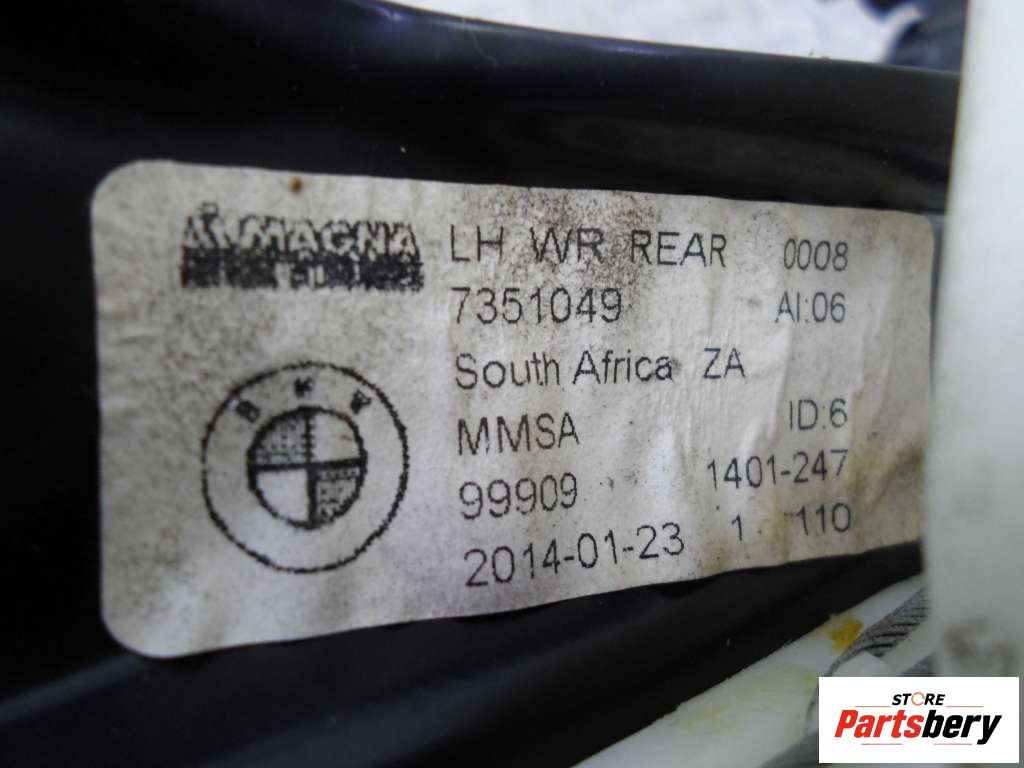 MAGNA LH WR REAR 0008
7351049 AI:06
South Africa ZA
BMW
MMSA ID:6
99909 1401-247
2014-01-23 1 110
STORE
Partsbery